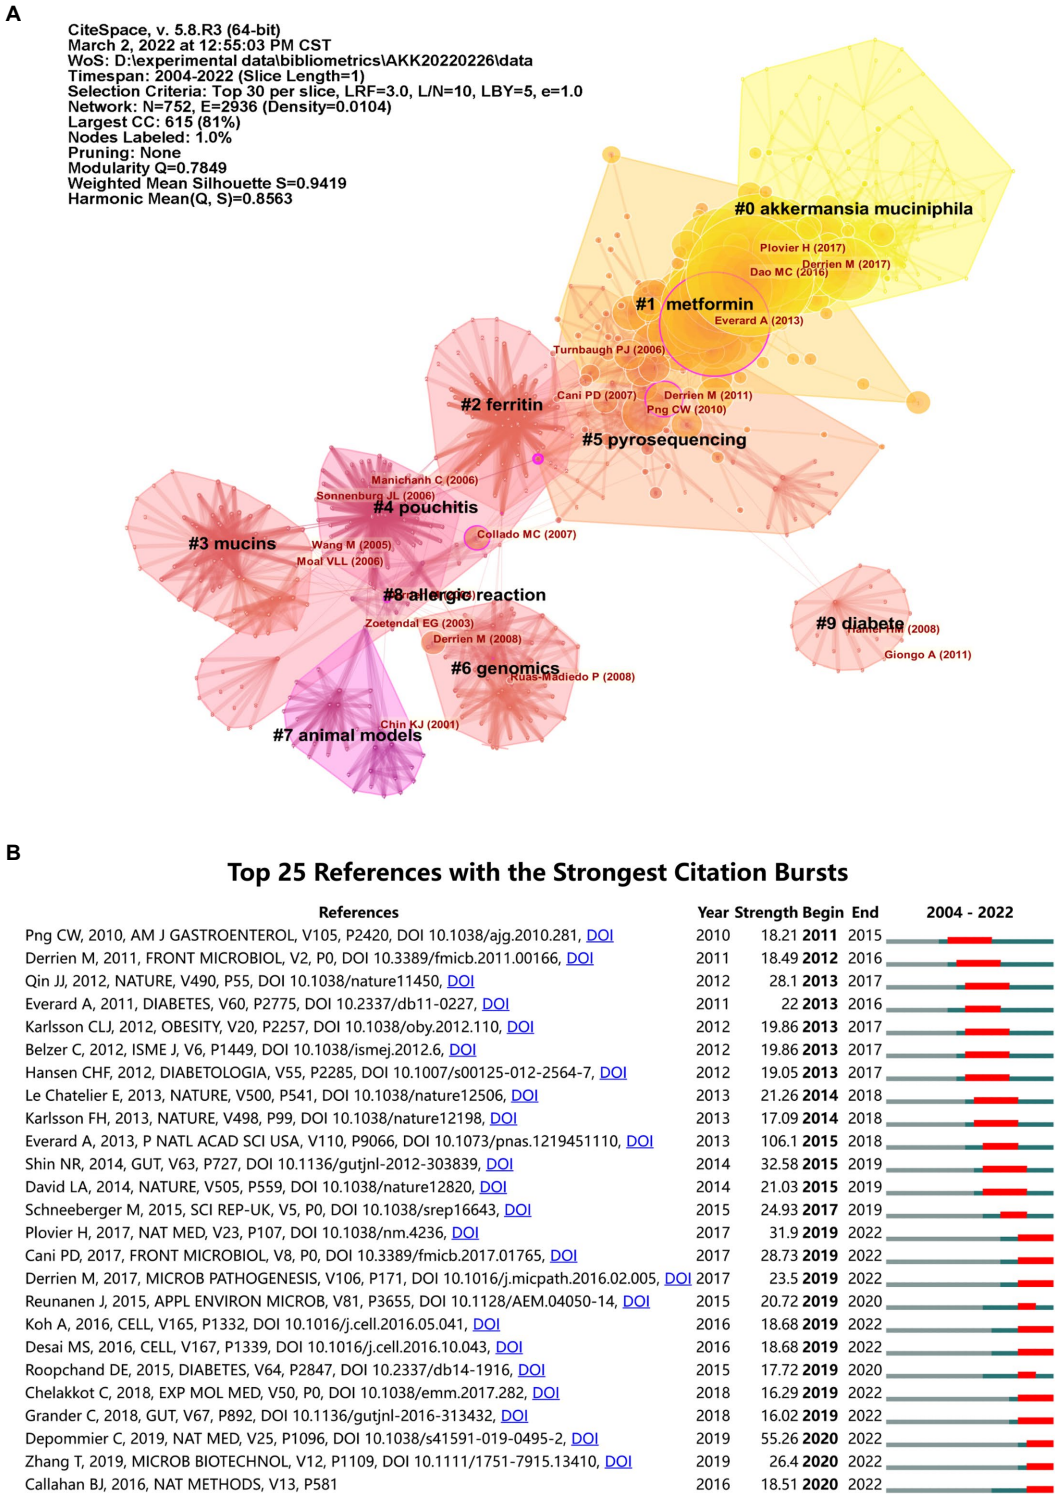 A
CiteSpace, v. 5.8.R3 (64-bit)
March 2, 2022 at 12:55:03 PM CST
WoS: D:\experimental data\bibliometrics\AKK20220226\data
Timespan: 2004-2022 (Slice Length=1)
Selection Criteria: Top 30 per slice, LRF=3.0, L/N=10, LBY=5, e=1.0
Network: N=752, E=2936 (Density=0.0104)
Largest CC: 615 (81%)
Nodes Labeled: 1.0%
Pruning: None
Modularity Q=0.7849
Weighted Mean Silhouette S=0.9419
Harmonic Mean(Q, S)=0.8563
#0 akkermansia muciniphila
Plovier H (2017)
Derrien M (2017)
Dao MC (2016)
#1 metformin
Everard A (2013)
Turnbaugh PJ (2006)
Cani PD (2007)
Derrien M (2011)
#2 ferritin
Png CW (2010)
#5 pyrosequencing
Manichanh C (2006)
Sonnenburg JL (2006)
#4 pouchitis
Collado MC (2007)
#3 mucins
Wang M (2005)
Moal VLL (2006)
#8 allergic reaction
Zoetendal EG (2003)
#9 diabete
(2008)
Derrien M (2008)
Giongo A (2011)
#6 genomics
Ruas-Madiedo P (2008)
Chin KJ (2001)
#7 animal models
B
Top 25 References with the Strongest Citation Bursts
References Year Strength Begin End 2004 - 2022
Png CW, 2010, AM J GASTROENTEROL, V105, P2420, DOI 10.1038/ajg.2010.281, DOI 2010 18.21 2011 2015
Derrien M, 2011, FRONT MICROBIOL, V2, P0, DOI 10.3389/fmicb.2011.00166, DOI 2011 18.49 2012 2016
Qin JJ, 2012, NATURE, V490, P55, DOI 10.1038/nature11450, DOI 2012 28.1 2013 2017
Everard A, 2011, DIABETES, V60, P2775, DOI 10.2337/db11-0227, DOI 2011 22 2013 2016
Karlsson CLJ, 2012, OBESITY, V20, P2257, DOI 10.1038/oby.2012.110, DOI 2012 19.86 2013 2017
Belzer C, 2012, ISME J, V6, P1449, DOI 10.1038/ismej.2012.6, DOI 2012 19.86 2013 2017
Hansen CHF, 2012, DIABETOLOGIA, V55, P2285, DOI 10.1007/s00125-012-2564-7, DOI 2012 19.05 2013 2017
Le Chatelier E, 2013, NATURE, V500, P541, DOI 10.1038/nature12506, DOI 2013 21.26 2014 2018
Karlsson FH, 2013, NATURE, V498, P99, DOI 10.1038/nature12198, DOI 2013 17.09 2014 2018
Everard A, 2013, P NATL ACAD SCI USA, V110, P9066, DOI 10.1073/pnas.1219451110, DOI 2013 106.1 2015 2018
Shin NR, 2014, GUT, V63, P727, DOI 10.1136/gutjnl-2012-303839, DOI 2014 32.58 2015 2019
David LA, 2014, NATURE, V505, P559, DOI 10.1038/nature12820, DOI 2014 21.03 2015 2019
Schneeberger M, 2015, SCI REP-UK, V5, P0, DOI 10.1038/srep16643, DOI 2015 24.93 2017 2019
Plovier H, 2017, NAT MED, V23, P107, DOI 10.1038/nm.4236, DOI 2017 31.9 2019 2022
Cani PD, 2017, FRONT MICROBIOL, V8, P0, DOI 10.3389/fmicb.2017.01765, DOI 2017 28.73 2019 2022
Derrien M, 2017, MICROB PATHOGENESIS, V106, P171, DOI 10.1016/j.micpath.2016.02.005, DOI 2017 23.5 2019 2022
Reunanen J, 2015, APPL ENVIRON MICROB, V81, P3655, DOI 10.1128/AEM.04050-14, DOI 2015 20.72 2019 2020
Koh A, 2016, CELL, V165, P1332, DOI 10.1016/j.cell.2016.05.041, DOI 2016 18.68 2019 2022
Desai MS, 2016, CELL, V167, P1339, DOI 10.1016/j.cell.2016.10.043, DOI 2016 18.68 2019 2022
Roopchand DE, 2015, DIABETES, V64, P2847, DOI 10.2337/db14-1916, DOI 2015 17.72 2019 2020
Chelakkot C, 2018, EXP MOL MED, V50, P0, DOI 10.1038/emm.2017.282, DOI 2018 16.29 2019 2022
Grander C, 2018, GUT, V67, P892, DOI 10.1136/gutjnl-2016-313432, DOI 2018 16.02 2019 2022
Depommier C, 2019, NAT MED, V25, P1096, DOI 10.1038/s41591-019-0495-2, DOI 2019 55.26 2020 2022
Zhang T, 2019, MICROB BIOTECHNOL, V12, P1109, DOI 10.1111/1751-7915.13410, DOI 2019 26.4 2020 2022
Callahan BJ, 2016, NAT METHODS, V13, P581 2016 18.51 2020 2022